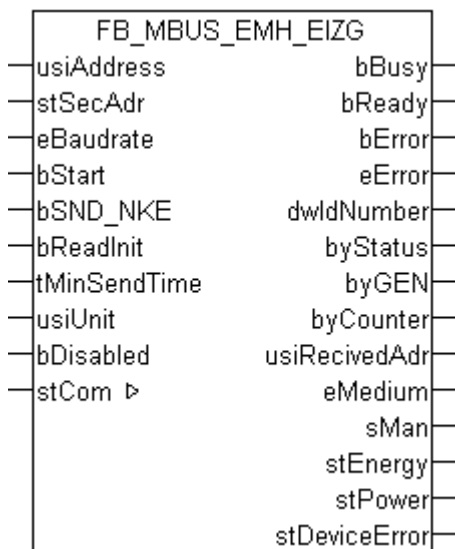 FB_MBUS_EMH_EIZG
usiAddress bBusy
stSecAdr bReady
eBaudrate bError
bStart eError
bSND_NKE dwIdNumber
bReadInit byStatus
tMinSendTime byGEN
usiUnit byCounter
bDisabled usiRecivedAdr
stCom eMedium
sMan
stEnergy
stPower
stDeviceError